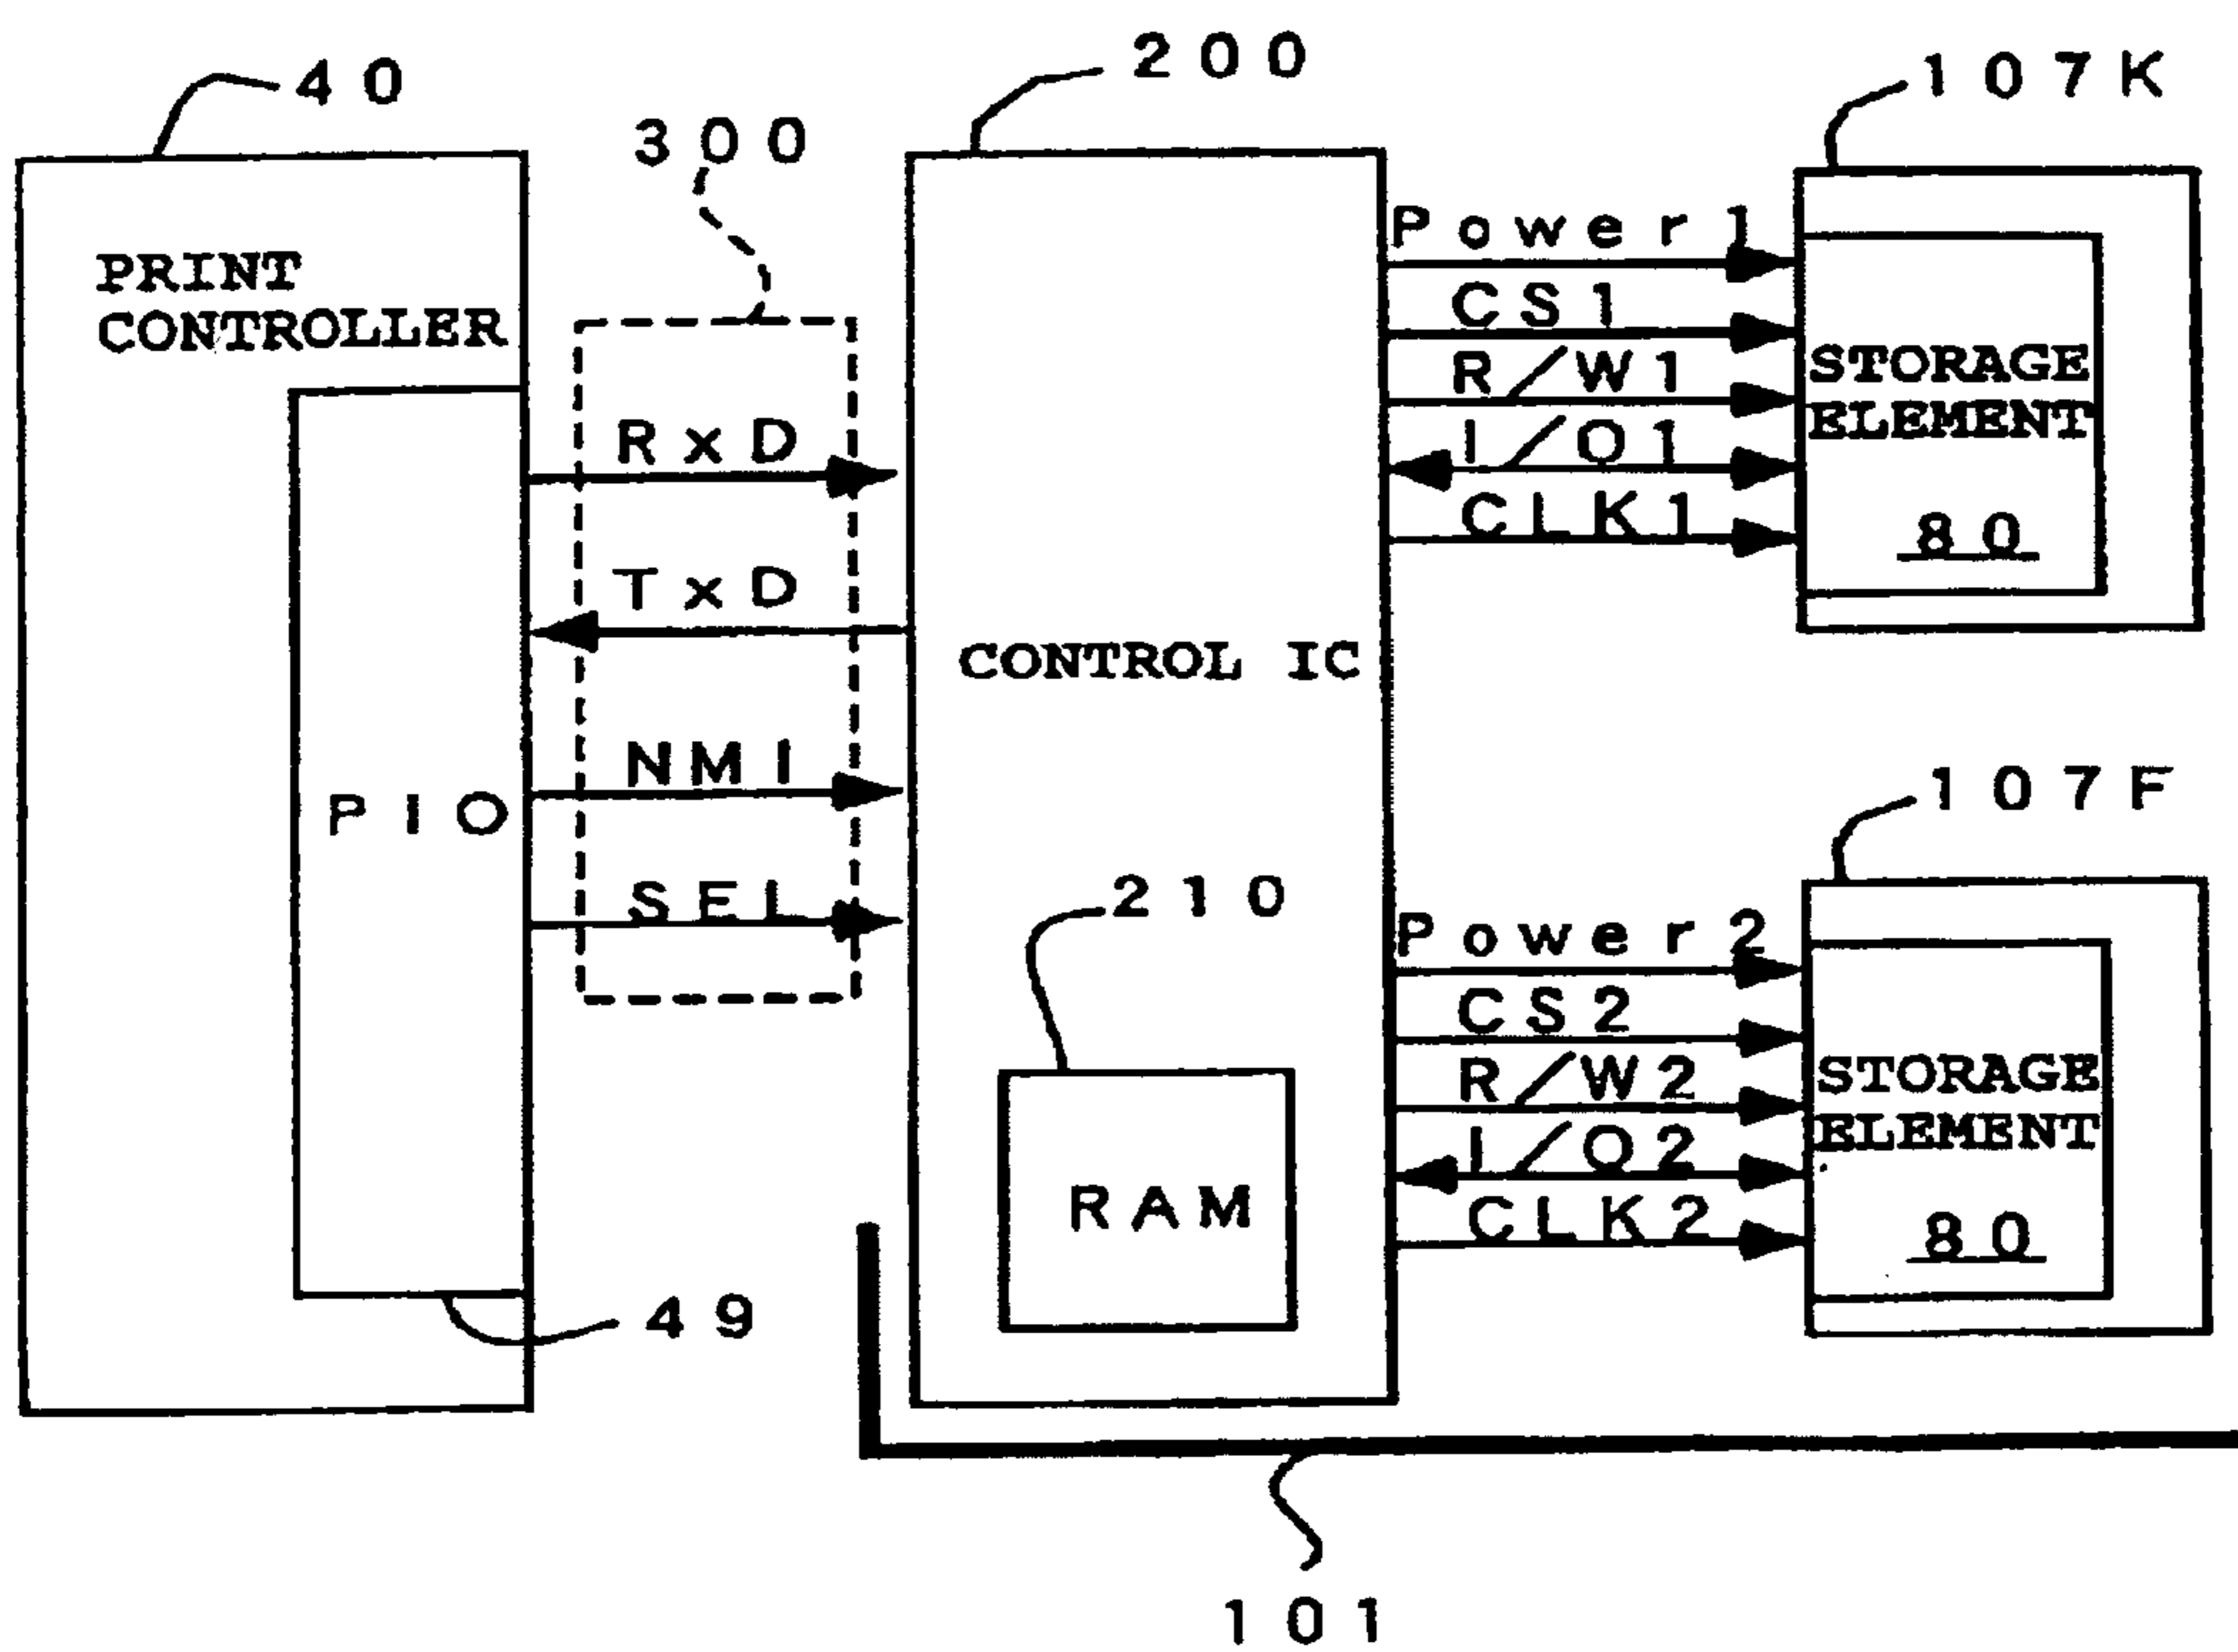 40
300
200
107K
PRINT
CONTROLLER
RxD
TxD
NMI
SEL
PIO
49
CONTROL IC
210
RAM
Power1
CS1
R/W1
I/O1
CLK1
STORAGE
ELEMENT
80
107F
Power2
CS2
R/W2
I/O2
CLK2
STORAGE
ELEMENT
80
101